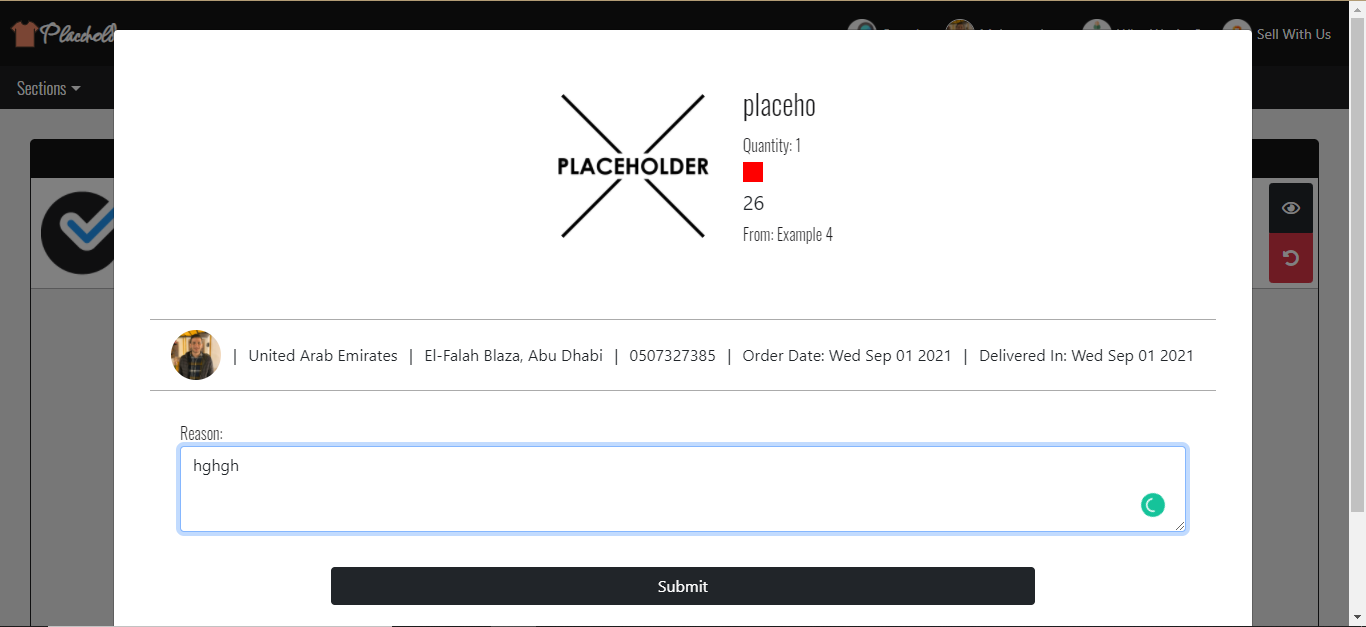 Sell With Us
Sections
placeho
Quantity: 1
PLACEHOLDER
26
From: Example 4
| United Arab Emirates | El-Falah Blaza, Abu Dhabi | 0507327385 | Order Date: Wed Sep 01 2021 | Delivered In: Wed Sep 01 2021
Reason:
hghgh
Submit